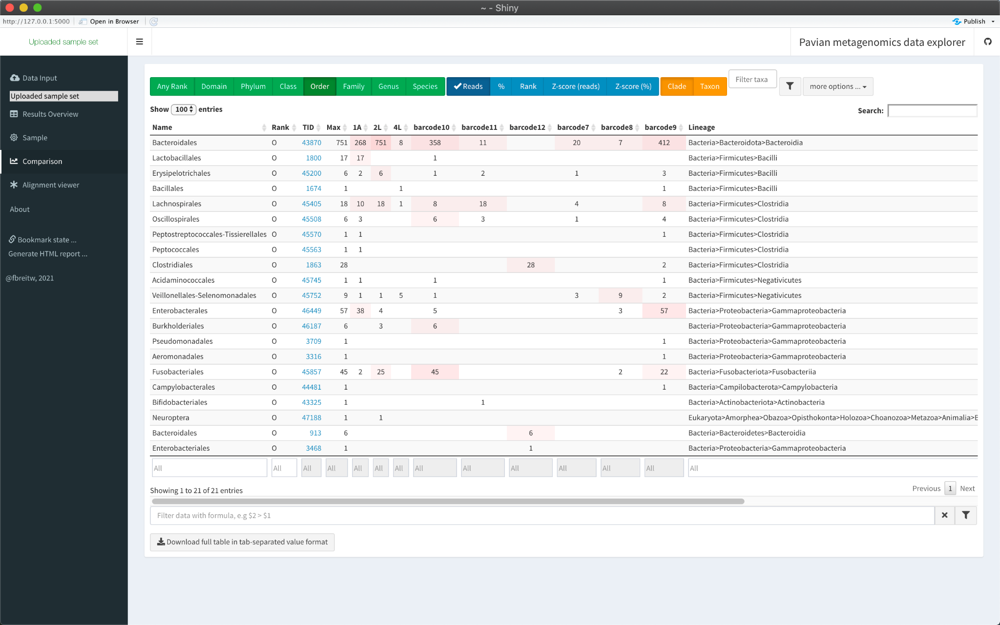 ~ - Shiny
http://127.0.0.1:5000 Open in Browser Publish
Uploaded sample set Pavian metagenomics data explorer
Data Input
Uploaded sample set
Results Overview
Sample
Comparison
Alignment viewer
About
Bookmark state ...
Generate HTML report ...
@fbreitw, 2021
Any Rank Domain Phylum Class Order Family Genus Species Reads % Rank Z-score (reads) Z-score (%) Clade Taxon Filter taxa more options ...
Show 100 entries Search:
Name Rank TID Max 1A 2L 4L barcode10 barcode11 barcode12 barcode7 barcode8 barcode9 Lineage
Bacteroidales O 43870 751 268 751 8 358 11 20 7 412 Bacteria>Bacteroidota>Bacteroidia
Lactobacillales O 1800 17 17 1 Bacteria>Firmicutes>Bacilli
Erysipelotrichales O 45200 6 2 6 1 2 1 3 Bacteria>Firmicutes>Bacilli
Bacillales O 1674 1 1 1 Bacteria>Firmicutes>Bacilli
Lachnospirales O 45405 18 10 18 1 8 18 4 8 Bacteria>Firmicutes>Clostridia
Oscillospirales O 45508 6 3 6 3 1 4 Bacteria>Firmicutes>Clostridia
Peptostreptococcales-Tissierellales O 45570 1 1 1 Bacteria>Firmicutes>Clostridia
Peptococcales O 45563 1 1 Bacteria>Firmicutes>Clostridia
Clostridiales O 1863 28 28 2 Bacteria>Firmicutes>Clostridia
Acidaminococcales O 45745 1 1 1 1 Bacteria>Firmicutes>Negativicutes
Veillonellales-Selenomonadales O 45752 9 1 1 5 1 3 9 2 Bacteria>Firmicutes>Negativicutes
Enterobacterales O 46449 57 38 4 5 3 57 Bacteria>Proteobacteria>Gammaproteobacteria
Burkholderiales O 46187 6 3 6 Bacteria>Proteobacteria>Gammaproteobacteria
Pseudomonadales O 3709 1 1 Bacteria>Proteobacteria>Gammaproteobacteria
Aeromonadales O 3316 1 1 Bacteria>Proteobacteria>Gammaproteobacteria
Fusobacteriales O 45857 45 2 25 45 2 22 Bacteria>Fusobacteriota>Fusobacteriia
Campylobacterales O 44481 1 1 Bacteria>Campilobacterota>Campylobacteria
Bifidobacteriales O 43325 1 1 Bacteria>Actinobacteriota>Actinobacteria
Neuroptera O 47188 1 1 Eukaryota>Amorphea>Obazoa>Opisthokonta>Holozoa>Choanozoa>Metazoa>Animalia>E
Bacteroidales O 913 6 6 Bacteria>Bacteroidetes>Bacteroidia
Enterobacteriales O 3468 1 1 Bacteria>Proteobacteria>Gammaproteobacteria
All All All All All All All All All All All All All All
Showing 1 to 21 of 21 entries Previous 1 Next
Filter data with formula, e.g $2 > $1
Download full table in tab-separated value format